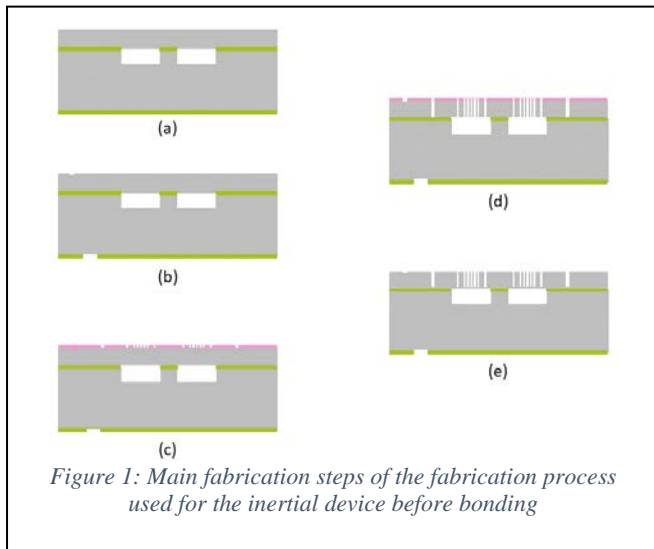 (a)
(b)
(c)
(d)
(e)
Figure 1: Main fabrication steps of the fabrication process
used for the inertial device before bonding